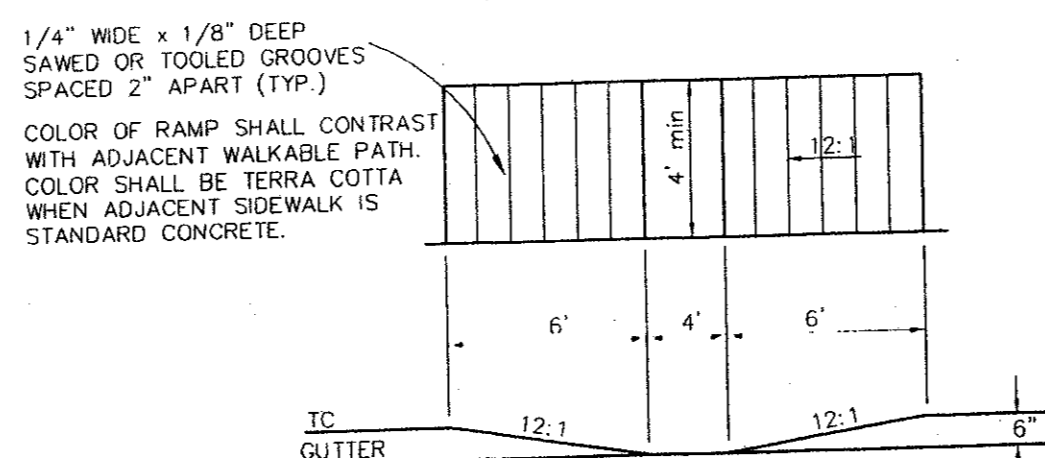 1/4" WIDE x 1/8" DEEP
SAWED OR TOOLED GROOVES
SPACED 2" APART (TYP.)
COLOR OF RAMP SHALL CONTRAST
WITH ADJACENT WALKABLE PATH.
COLOR SHALL BE TERRA COTTA
WHEN ADJACENT SIDEWALK IS
STANDARD CONCRETE.
4' min
12:1
6'
4'
6'
TC
12:1
12:1
6"
GUTTER